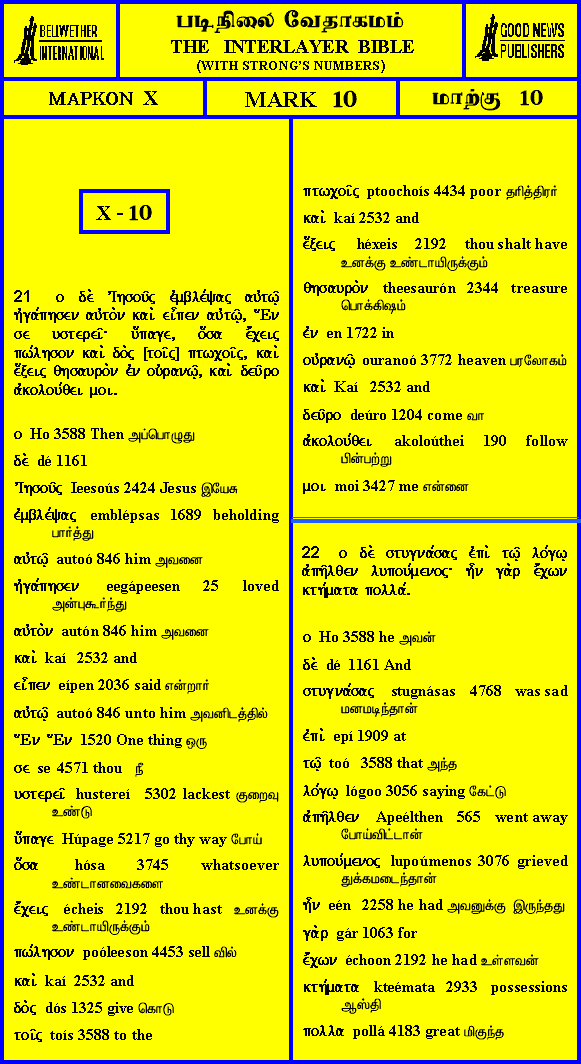 BELLWETHER
INTERNATIONAL
படிநிலை வேதாகமம்
THE INTERLAYER BIBLE
(WITH STRONG'S NUMBERS)
GOOD NEWS
PUBLISHERS
ΜΑΡΚΟΝ X
MARK 10
மாற்கு 10
X - 10
21 ο δὲ Ἰησοῦς ἐμβλέψας αὐτῷ
ἠγάπησεν αὐτὸν καὶ εἶπεν αὐτῷ, Ἕν
σε υστερεῖ· ὕπαγε, ὅσα ἔχεις
πώλησον καὶ δὸς [τοῖς] πτωχοῖς, καὶ
ἕξεις θησαυρὸν ἐν οὐρανῷ, καὶ δεῦρο
ἀκολούθει μοι.
ο Ho 3588 Then அப்பொழுது
δὲ dé 1161
Ἰησοῦς Ieesoús 2424 Jesus இயேசு
ἐμβλέψας emblépsas 1689 beholding
பார்த்து
αὐτῷ autoó 846 him அவனை
ἠγάπησεν eegápeesen 25 loved
அன்புகூர்ந்து
αὐτὸν autón 846 him அவனை
καὶ kaí 2532 and
εἶπεν eípen 2036 said என்றார்
αὐτῷ autoó 846 unto him அவனிடத்தில்
Ἕν Ἕν 1520 One thing ஒரு
σε se 4571 thou நீ
υστερεῖ hustereí 5302 lackest குறைவு
உண்டு
ὕπαγε Húpage 5217 go thy way போய்
ὅσα hósa 3745 whatsoever
உண்டானவைகளை
ἔχεις écheis 2192 thou hast உனக்கு
உண்டாயிருக்கும்
πώλησον poóleeson 4453 sell வில்
καὶ kaí 2532 and
δὸς dós 1325 give கொடு
τοῖς toís 3588 to the
πτωχοῖς ptoochoís 4434 poor தரித்திரர்
καὶ kaí 2532 and
ἕξεις héxeis 2192 thou shalt have
உனக்கு உண்டாயிருக்கும்
θησαυρὸν theesaurón 2344 treasure
பொக்கிஷம்
ἐν en 1722 in
οὐρανῷ ouranoó 3772 heaven பரலோகம்
καὶ Kaí 2532 and
δεῦρο deúro 1204 come வா
ἀκολούθει akoloúthei 190 follow
பின்பற்று
μοι moi 3427 me என்னை
22 ο δὲ στυγνάσας ἐπὶ τῷ λόγῳ
ἀπῆλθεν λυπούμενος· ἦν γὰρ ἔχων
κτήματα πολλά.
ο Ho 3588 he அவன்
δὲ dé 1161 And
στυγνάσας stugnásas 4768 was sad
மனமடிந்தான்
ἐπὶ epí 1909 at
τῷ toó 3588 that அந்த
λόγῳ lógoo 3056 saying கேட்டு
ἀπῆλθεν Apeélthen 565 went away
போய்விட்டான்
λυπούμενος lupoúmenos 3076 grieved
துக்கமடைந்தான்
ἦν eén 2258 he had அவனுக்கு இருந்தது
γὰρ gár 1063 for
ἔχων échoon 2192 he had உள்ளவன்
κτήματα kteémata 2933 possessions
ஆஸ்தி
πολλα pollá 4183 great மிகுந்த